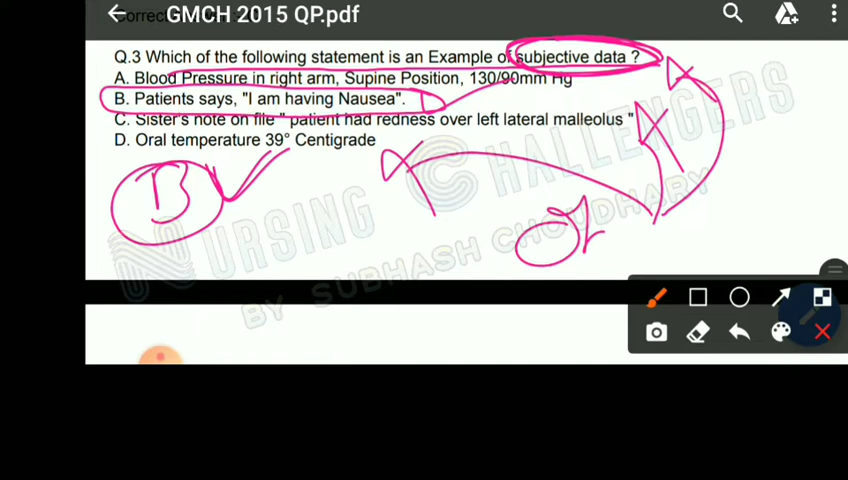 Correc
GMCH 2015 QP.pdf
Q.3 Which of the following statement is an Example of subjective data ?
A. Blood Pressure in right arm, Supine Position, 130/90mm Hg
B. Patients says, "I am having Nausea".
C. Sister's note on file " patient had redness over left lateral malleolus "
D. Oral temperature 39° Centigrade
B
NURSING CHALLENGERS
BY SUBHASH CHOUDHARY